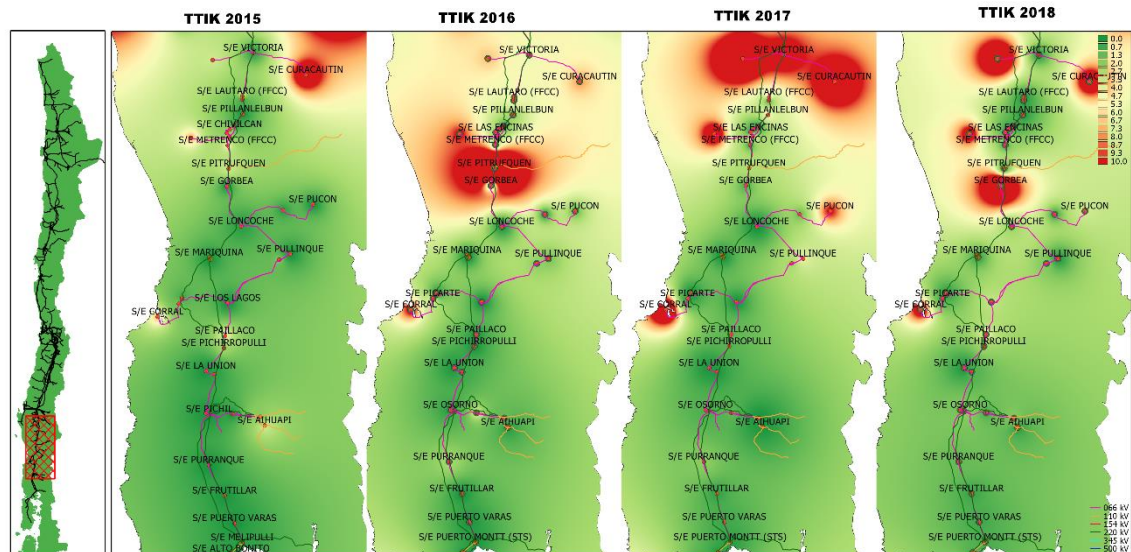 TTIK 2015
S/E VICTORIA
S/E CURACAUTIN
S/E LAUTARO (FFCC)
S/E PILLANLELBUN
S/E CHIVILCAN
S/E METRENCO (FFCC)
S/E PITRUFQUEN
S/E GORBEA
S/E PUCON
S/E LONCOCHE
S/E PULLINQUE
S/E MARIQUINA
S/E LOS LAGOS
S/E CORRAL
S/E PAILLACO
S/E PICHIRROPULLI
S/E LA UNION
S/E PICHIL
S/E AIHUAPI
S/E PURRANQUE
S/E FRUTILLAR
S/E PUERTO VARAS
S/E MELIPULLI
S/E ALTO BONITO
TTIK 2016
S/E VICTORIA
S/E CURACAUTIN
S/E LAUTARO (FFCC)
S/E PILLANLELBUN
S/E LAS ENCINAS
S/E METRENCO (FFCC)
S/E PITRUFQUEN
S/E GORBEA
S/E PUCON
S/E LONCOCHE
S/E PULLINQUE
S/E MARIQUINA
S/E PICARTE
S/E CORRAL
S/E PAILLACO
S/E PICHIRROPULLI
S/E LA UNION
S/E OSORNO
S/E AIHUAPI
S/E PURRANQUE
S/E FRUTILLAR
S/E PUERTO VARAS
S/E PUERTO MONTT (STS)
TTIK 2017
S/E VICTORIA
S/E CURACAUTIN
S/E LAUTARO (FFCC)
S/E PILLANLELBUN
S/E LAS ENCINAS
S/E METRENCO (FFCC)
S/E PITRUFQUEN
S/E GORBEA
S/E PUCON
S/E LONCOCHE
S/E PULLINQUE
S/E MARIQUINA
S/E PICARTE
S/E CORRAL
S/E PAILLACO
S/E PICHIRROPULLI
S/E LA UNION
S/E OSORNO
S/E AIHUAPI
S/E PURRANQUE
S/E FRUTILLAR
S/E PUERTO VARAS
S/E PUERTO MONTT (STS)
TTIK 2018
S/E VICTORIA
S/E CURACAUTIN
S/E LAUTARO (FFCC)
S/E PILLANLELBUN
S/E LAS ENCINAS
S/E METRENCO (FFCC)
S/E PITRUFQUEN
S/E GORBEA
S/E PUCON
S/E LONCOCHE
S/E PULLINQUE
S/E MARIQUINA
S/E PICARTE
S/E CORRAL
S/E PAILLACO
S/E PICHIRROPULLI
S/E LA UNION
S/E OSORNO
S/E AIHUAPI
S/E PURRANQUE
S/E FRUTILLAR
S/E PUERTO VARAS
S/E PUERTO MONTT (STS)
0.0
0.7
1.3
2.0
4.7
5.3
6.0
6.7
7.3
8.0
8.7
9.3
10.0
066 kV
110 kV
154 kV
220 kV
345 kV
500 kV